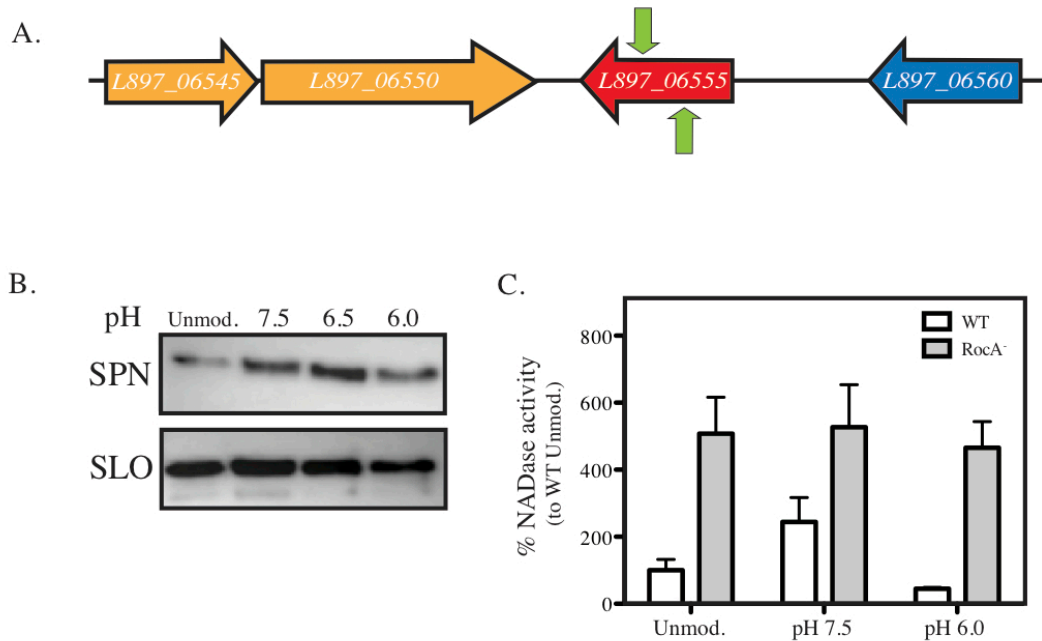 A.
L897_06545 L897_06550 L897_06555 L897_06560
B.
pH Unmod. 7.5 6.5 6.0
SPN
SLO
C.
% NADase activity
(to WT Unmod.)
800
600
400
200
0
WT
RocA-
Unmod. pH 7.5 pH 6.0